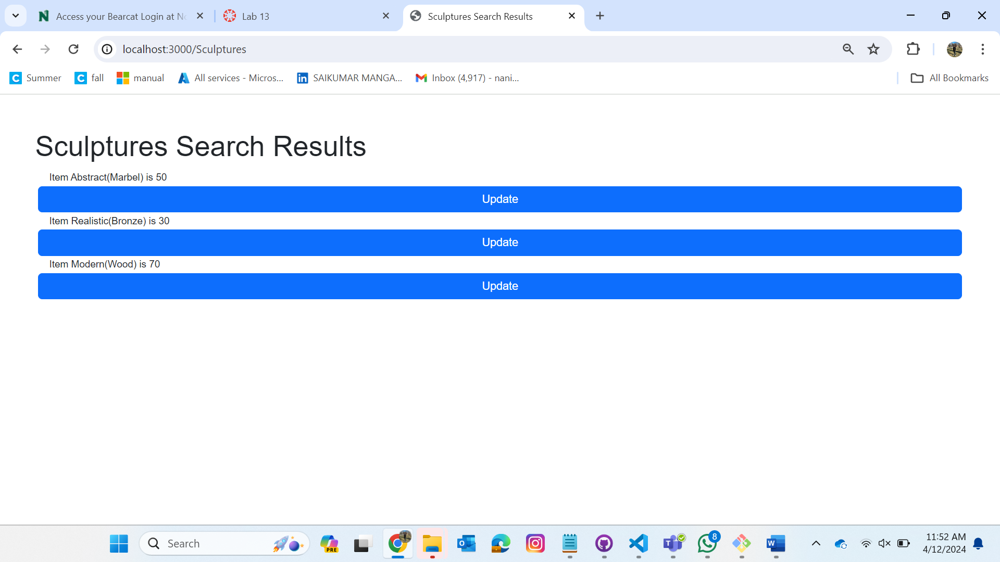 Access your Bearcat Login at No
Lab 13
Sculptures Search Results
localhost:3000/Sculptures
Summer
fall
manual
All services - Micros...
SAIKUMAR MANGA...
Inbox (4,917) - nani...
All Bookmarks
Sculptures Search Results
Item Abstract(Marbel) is 50
Update
Item Realistic(Bronze) is 30
Update
Item Modern(Wood) is 70
Update
Search
PRE
8
11:52 AM
4/12/2024